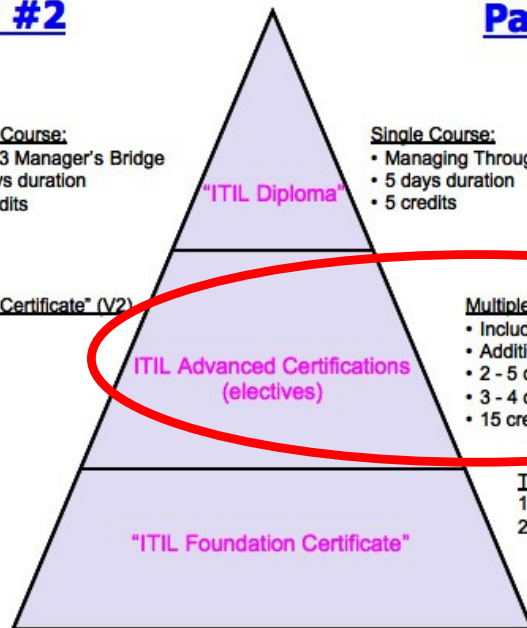 #2
Pa
Course:
3 Manager's Bridge
ys duration
dits
Single Course:
• Managing Throug
• 5 days duration
• 5 credits
"ITIL Diploma"
Certificate" (V2)
ITIL Advanced Certifications
(electives)
Multiple
• Includ
• Additi
• 2 - 5 d
• 3 - 4 c
• 15 cre
1
2
"ITIL Foundation Certificate"